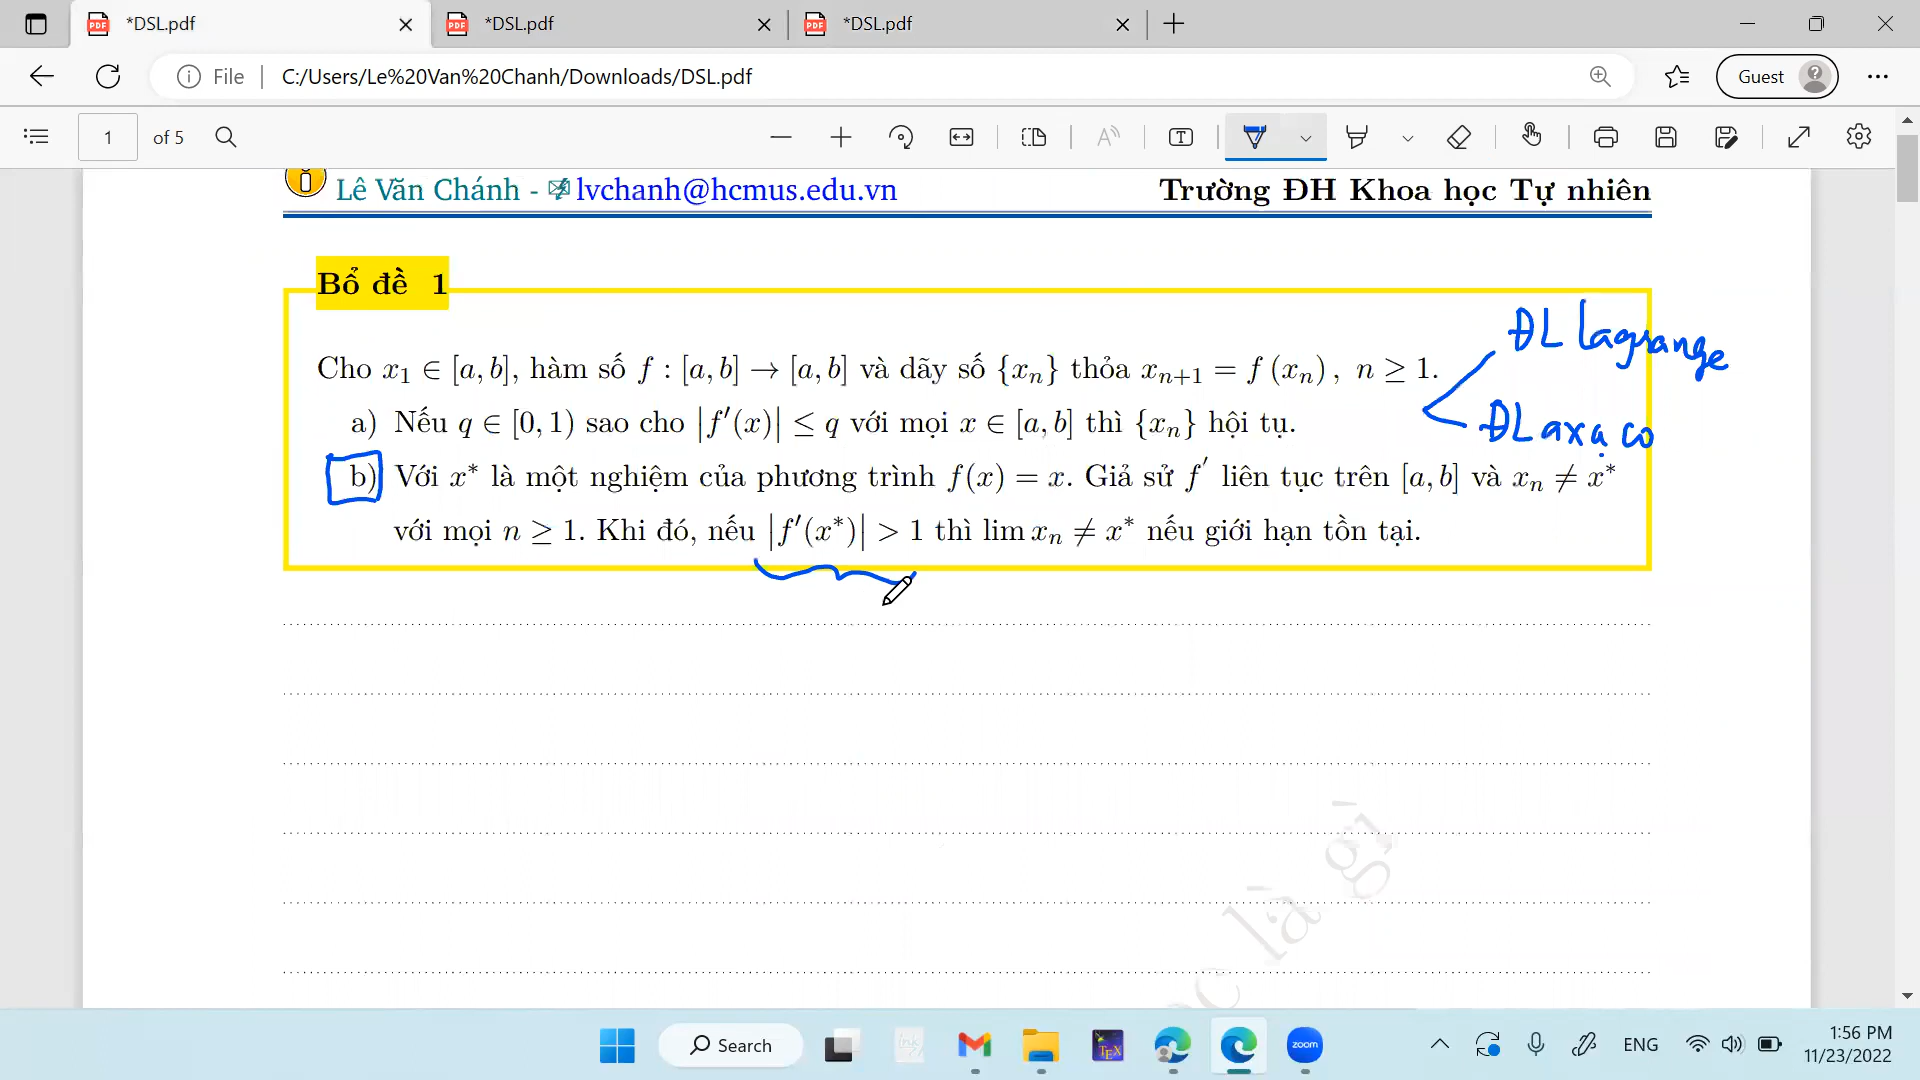 *DSL.pdf
*DSL.pdf
*DSL.pdf
File
C:/Users/Le%20Van%20Chanh/Downloads/DSL.pdf
Guest
1 of 5
Lê Văn Chánh - lvchanh@hcmus.edu.vn
Trường ĐH Khoa học Tự nhiên
Bổ đề 1
ĐL lagrange
Cho x₁ ∈ [a, b], hàm số f : [a, b] → [a, b] và dãy số {xₙ} thỏa xₙ₊₁ = f (xₙ), n ≥ 1.
a) Nếu q ∈ [0, 1) sao cho |f′(x)| ≤ q với mọi x ∈ [a, b] thì {xₙ} hội tụ.
ĐL axạ co
b) Với x* là một nghiệm của phương trình f(x) = x. Giả sử f′ liên tục trên [a, b] và xₙ ≠ x*
với mọi n ≥ 1. Khi đó, nếu |f′(x*)| > 1 thì lim xₙ ≠ x* nếu giới hạn tồn tại.
là gì
Search
TEX
zoom
ENG
1:56 PM
11/23/2022